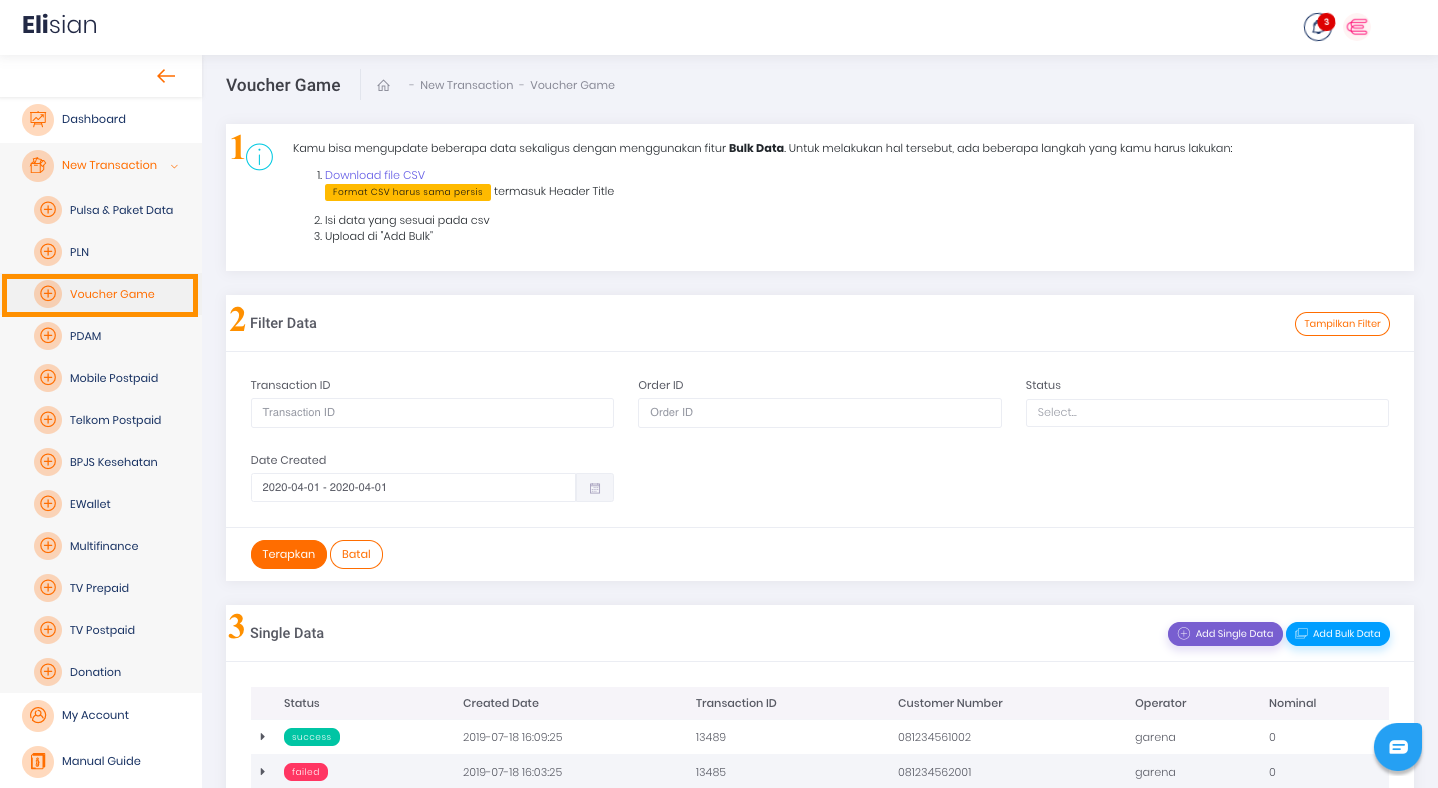 Elisian
3
Dashboard
New Transaction
Pulsa & Paket Data
PLN
Voucher Game
PDAM
Mobile Postpaid
Telkom Postpaid
BPJS Kesehatan
EWallet
Multifinance
TV Prepaid
TV Postpaid
Donation
My Account
Manual Guide
Voucher Game - New Transaction - Voucher Game
1
Kamu bisa mengupdate beberapa data sekaligus dengan menggunakan fitur Bulk Data. Untuk melakukan hal tersebut, ada beberapa langkah yang kamu harus lakukan:
1. Download file CSV
Format CSV harus sama persis termasuk Header Title
2. Isi data yang sesuai pada csv
3. Upload di "Add Bulk"
2 Filter Data Tampilkan Filter
Transaction ID Order ID Status
Transaction ID Order ID Select...
Date Created
2020-04-01 - 2020-04-01
Terapkan Batal
3 Single Data Add Single Data Add Bulk Data
Status Created Date Transaction ID Customer Number Operator Nominal
success 2019-07-18 16:09:25 13489 081234561002 garena 0
failed 2019-07-18 16:03:25 13485 081234562001 garena 0